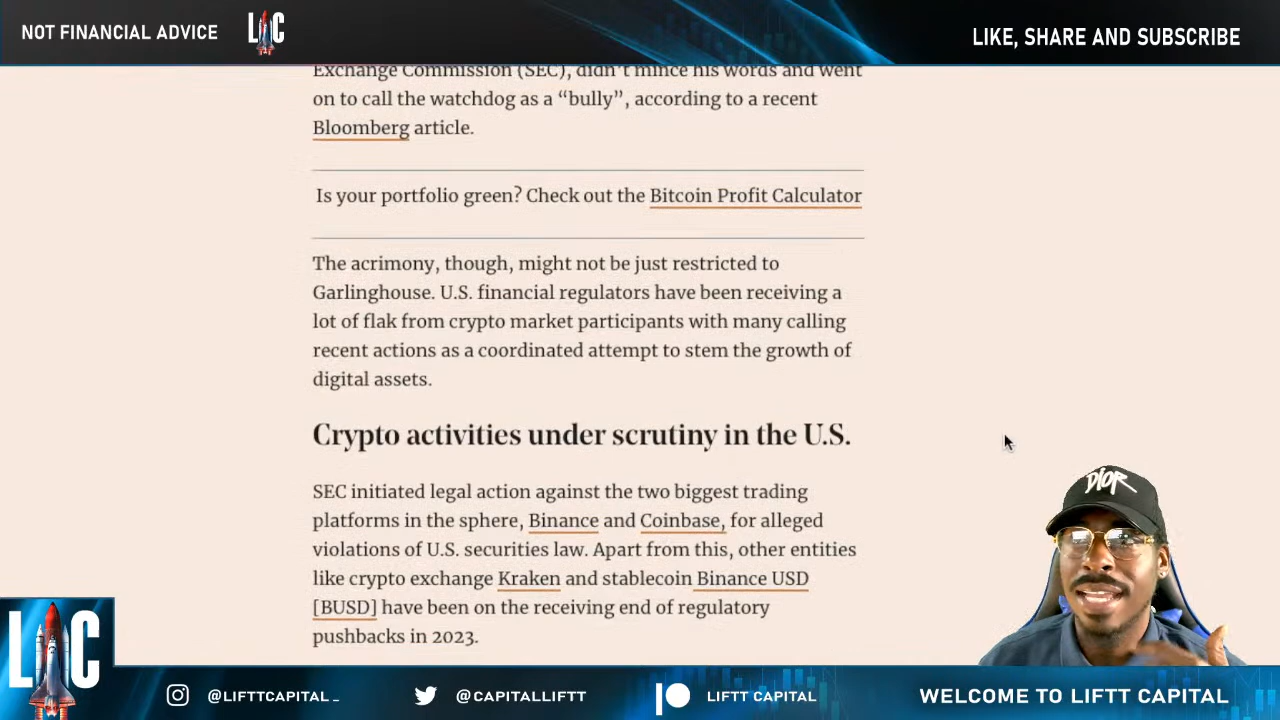 NOT FINANCIAL ADVICE
LC
LIKE, SHARE AND SUBSCRIBE
Exchange Commission (SEC), didn't mince his words and went
on to call the watchdog as a “bully”, according to a recent
Bloomberg article.
Is your portfolio green? Check out the Bitcoin Profit Calculator
The acrimony, though, might not be just restricted to
Garlinghouse. U.S. financial regulators have been receiving a
lot of flak from crypto market participants with many calling
recent actions as a coordinated attempt to stem the growth of
digital assets.
Crypto activities under scrutiny in the U.S.
SEC initiated legal action against the two biggest trading
platforms in the sphere, Binance and Coinbase, for alleged
violations of U.S. securities law. Apart from this, other entities
like crypto exchange Kraken and stablecoin Binance USD
[BUSD] have been on the receiving end of regulatory
pushbacks in 2023.
DIOR
LC
@LIFTTCAPITAL_
@CAPITALLIFTT
LIFTT CAPITAL
WELCOME TO LIFTT CAPITAL